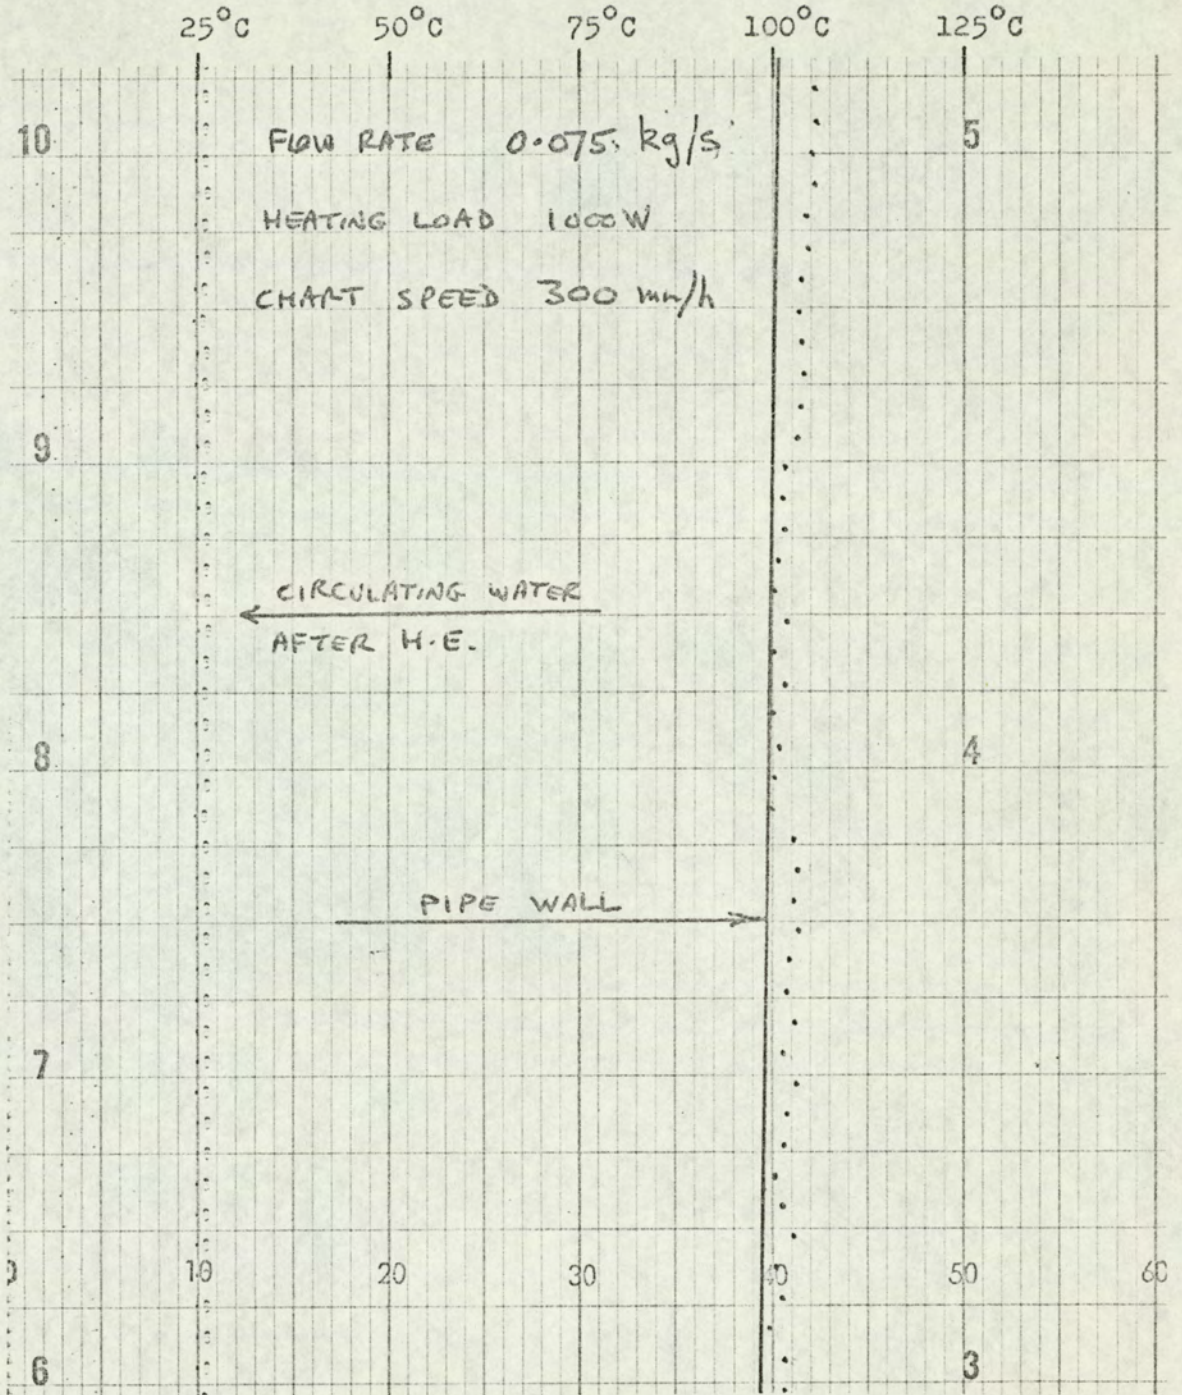 25°C 50°C 75°C 100°C 125°C
10 FLOW RATE 0.075 kg/s 5
HEATING LOAD 1000W
CHART SPEED 300 mm/h
9
CIRCULATING WATER
AFTER H.E.
8 4
PIPE WALL
7
0 10 20 30 40 50 60
6 3